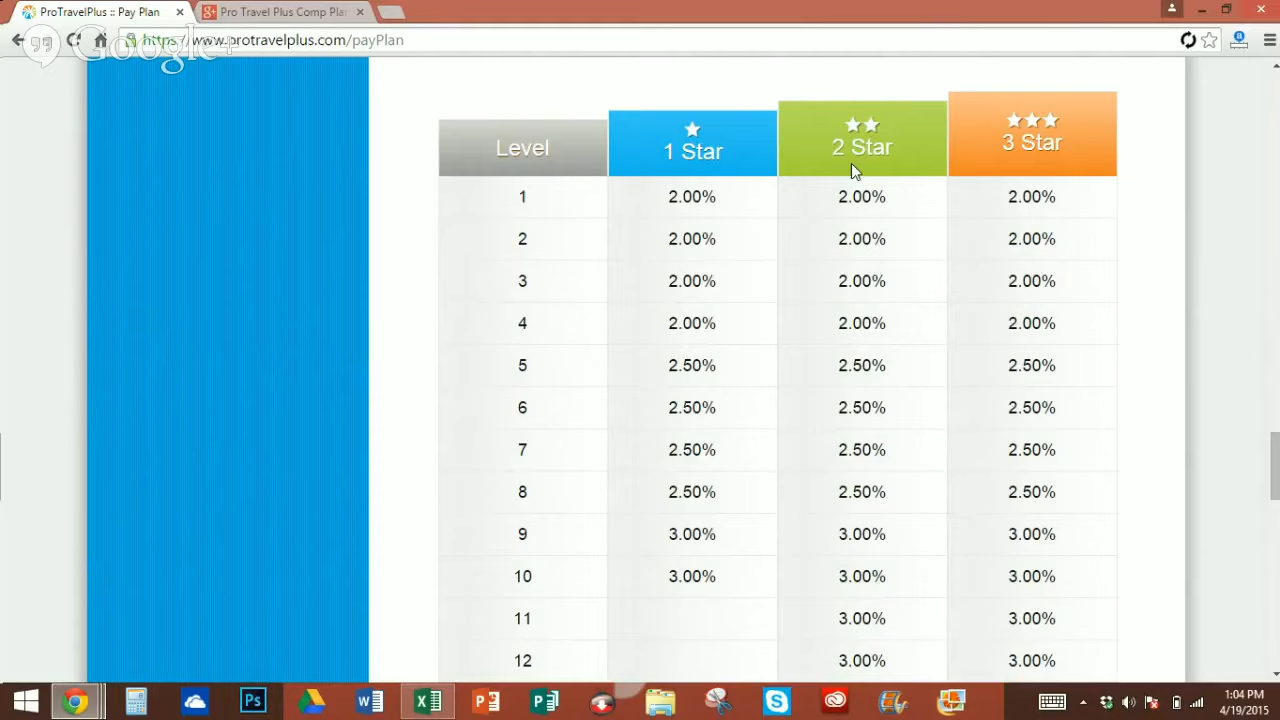 ProTravelPlus :: Pay Plan
Pro Travel Plus Comp Plan
https://www.protravelplus.com/payPlan
Google+
Level
1 Star
2 Star
3 Star
1 2.00% 2.00% 2.00%
2 2.00% 2.00% 2.00%
3 2.00% 2.00% 2.00%
4 2.00% 2.00% 2.00%
5 2.50% 2.50% 2.50%
6 2.50% 2.50% 2.50%
7 2.50% 2.50% 2.50%
8 2.50% 2.50% 2.50%
9 3.00% 3.00% 3.00%
10 3.00% 3.00% 3.00%
11 3.00% 3.00%
12 3.00% 3.00%
Ps
1:04 PM
4/19/2015